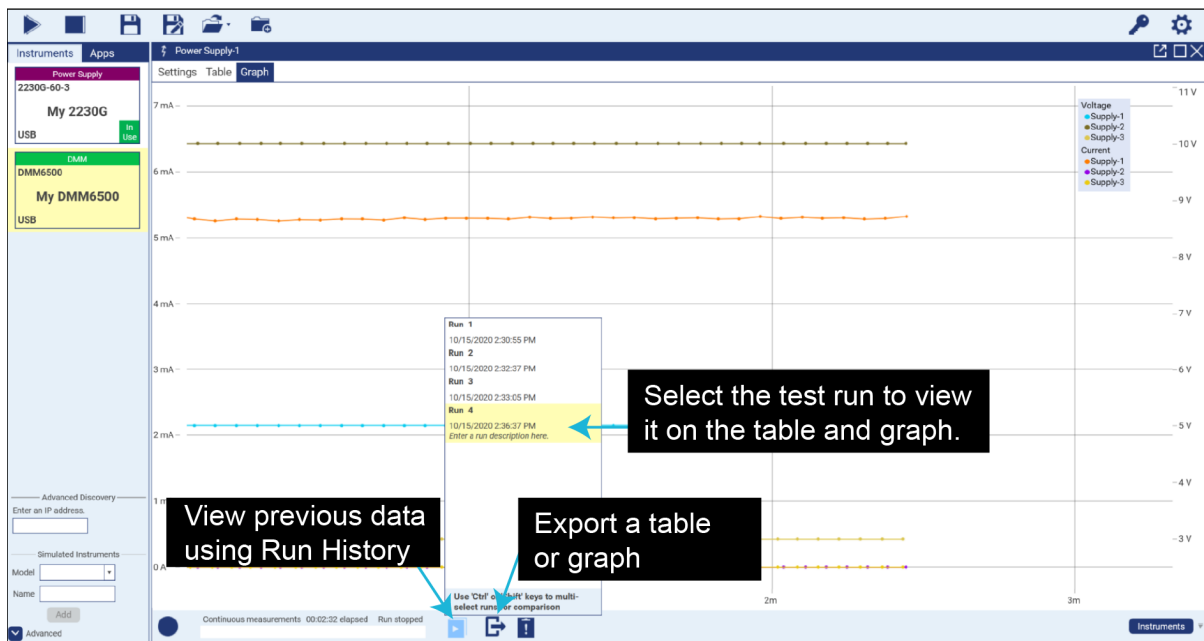 Instruments Apps
Power Supply
2230G-60-3
My 2230G
USB
In
Use
DMM
DMM6500
My DMM6500
USB
Advanced Discovery
Enter an IP address.
Simulated Instruments
Model
Name
Add
Advanced
Power Supply-1
Settings Table Graph
7 mA
6 mA
5 mA
4 mA
3 mA
2 mA
1 m
0 A
11 V
10 V
9 V
8 V
7 V
6 V
5 V
4 V
3 V
Voltage
Supply-1
Supply-2
Supply-3
Current
Supply-1
Supply-2
Supply-3
Run 1
10/15/2020 2:30:55 PM
Run 2
10/15/2020 2:32:37 PM
Run 3
10/15/2020 2:33:05 PM
Run 4
10/15/2020 2:36:37 PM
Enter a run description here.
Select the test run to view
it on the table and graph.
View previous data
using Run History
Export a table
or graph
Use 'Ctrl' or 'Shift' keys to multi-
select runs for comparison
2m
3m
Continuous measurements 00:02:32 elapsed Run stopped
Instruments